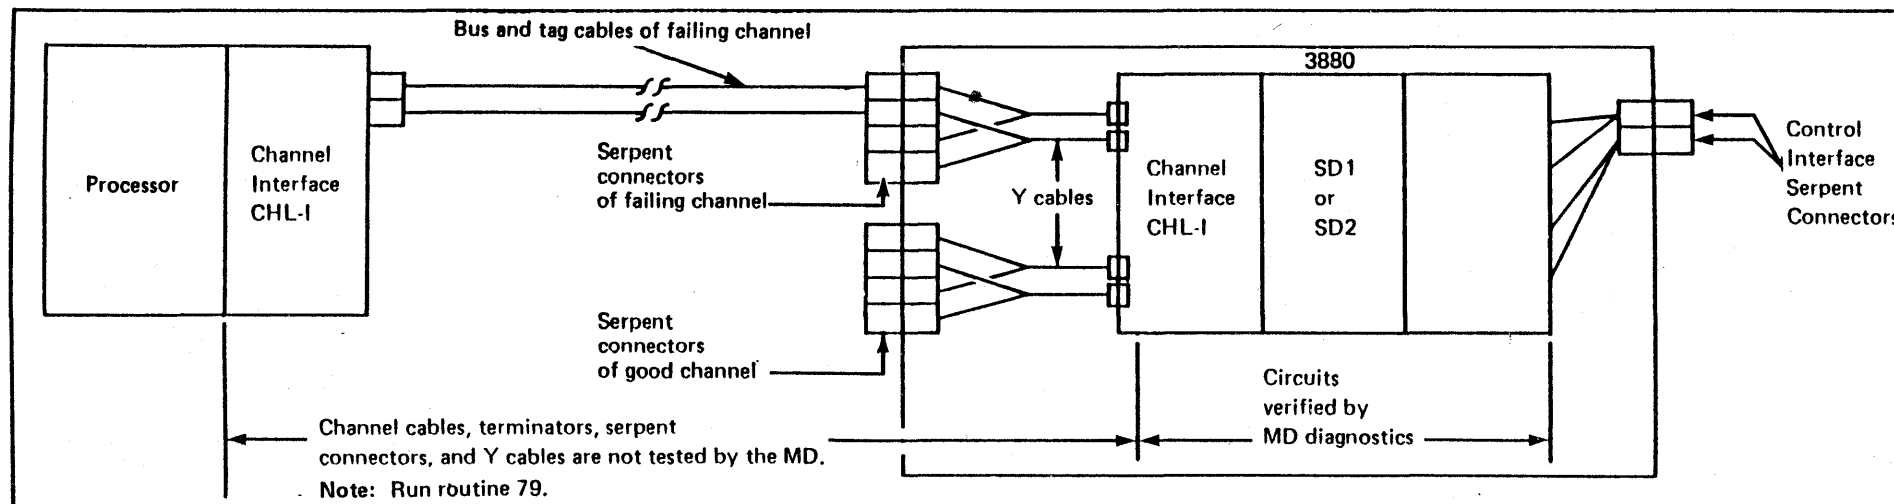 Bus and tag cables of failing channel
3880
Processor
Channel
Interface
CHL-I
Serpent
connectors
of failing channel
Y cables
Channel
Interface
CHL-I
SD1
or
SD2
Control
Interface
Serpent
Connectors
Serpent
connectors
of good channel
Circuits
verified by
MD diagnostics
Channel cables, terminators, serpent
connectors, and Y cables are not tested by the MD.
Note: Run routine 79.